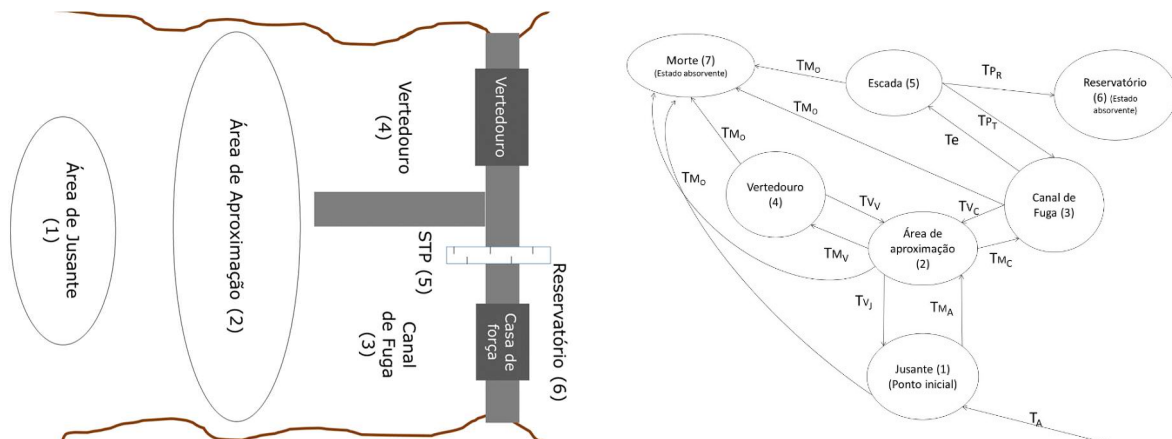 Área de Jusante
(1)
Área de Aproximação (2)
Vertedouro
(4)
Vertedouro
STP (5)
Reservatório (6)
Casa de
força
Canal
de Fuga
(3)
Morte (7)
(Estado absorvente)
TMo
Escada (5)
TPR
Reservatório
(6) (Estado
absorvente)
TMo
TPT
Te
TMo
TMo
Vertedouro
(4)
TVV
TVC
Canal de
Fuga (3)
Área de
aproximação
(2)
TMV
TMC
TVJ
TMA
Jusante (1)
(Ponto inicial)
TA